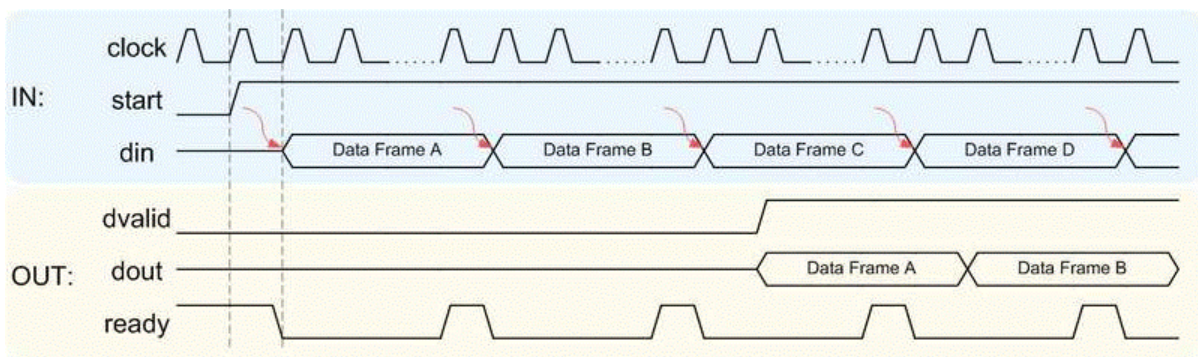 clock
IN:
start
din
Data Frame A
Data Frame B
Data Frame C
Data Frame D
dvalid
OUT:
dout
Data Frame A
Data Frame B
ready